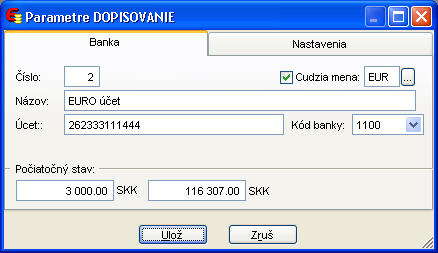 Parametre DOPISOVANIE
Banka Nastavenia
Číslo: 2 Cudzia mena: EUR ...
Názov: EURO účet
Účet:: 262333111444 Kód banky: 1100
Počiatočný stav:
3 000.00 SKK 116 307.00 SKK
Ulož Zruš